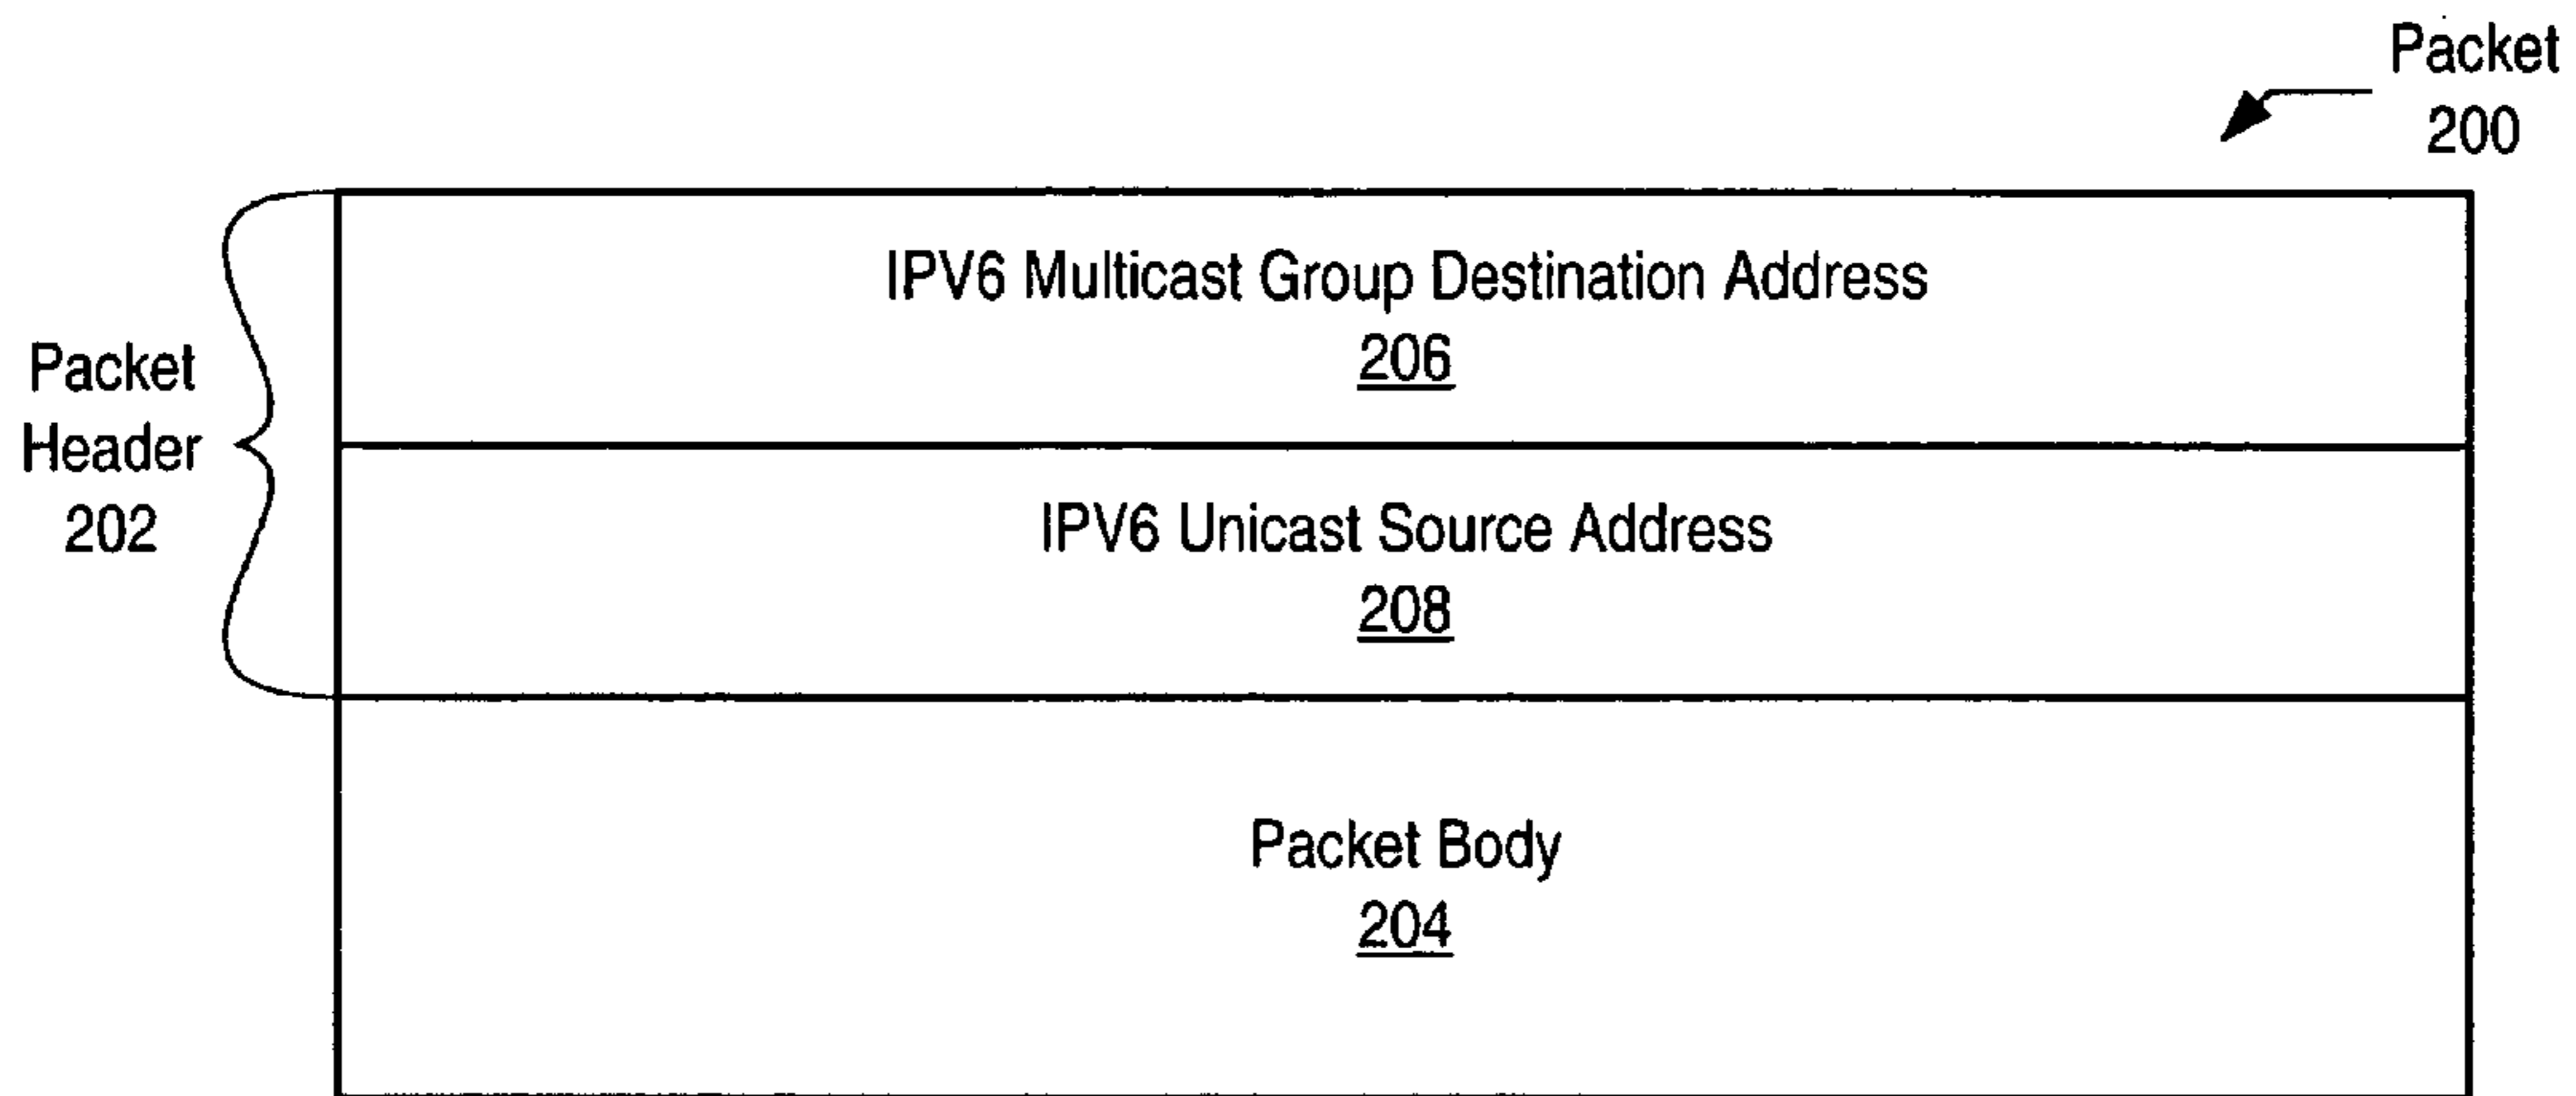 Packet
200
IPV6 Multicast Group Destination Address
206
Packet
Header
202
IPV6 Unicast Source Address
208
Packet Body
204